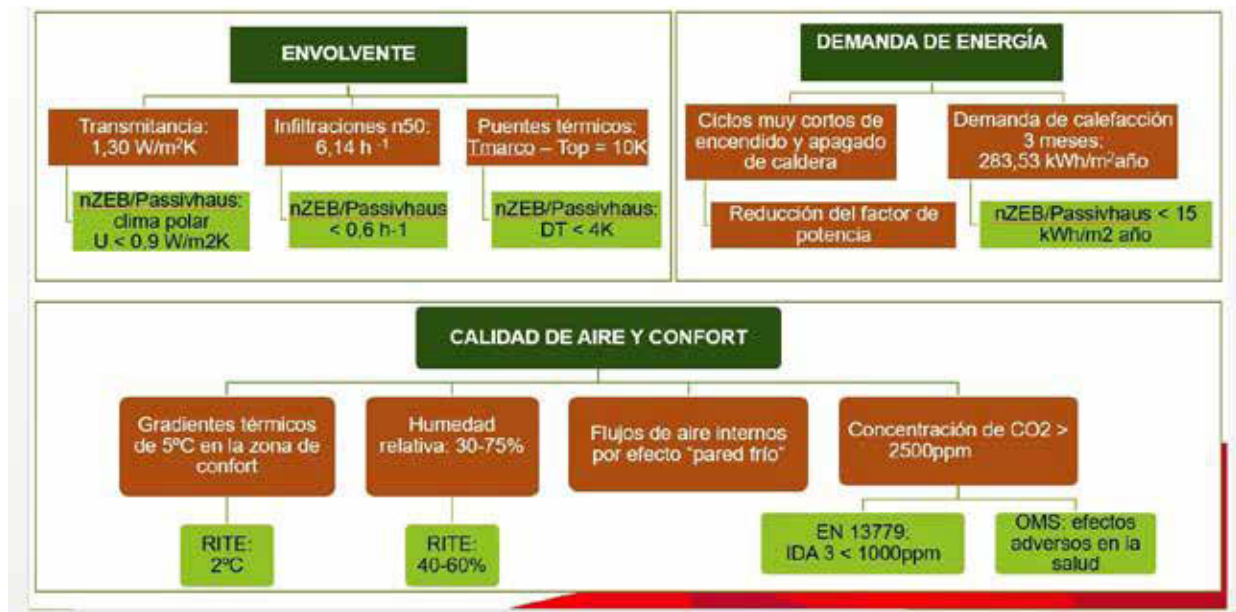 ENVOLVENTE
Transmitancia:
1,30 W/m²K
Infiltraciones n50:
6,14 h -1
Puentes térmicos:
Tmarco – Top = 10K
nZEB/Passivhaus:
clima polar
U < 0,9 W/m2K
nZEB/Passivhaus
< 0,6 h-1
nZEB/Passivhaus:
DT < 4K
DEMANDA DE ENERGÍA
Ciclos muy cortos de
encendido y apagado
de caldera
Demanda de calefacción
3 meses:
283,53 kWh/m²año
Reducción del factor de
potencia
nZEB/Passivhaus < 15
kWh/m2 año
CALIDAD DE AIRE Y CONFORT
Gradientes térmicos
de 5ºC en la zona de
confort
Humedad
relativa: 30-75%
Flujos de aire internos
por efecto "pared frío"
Concentración de CO2 >
2500ppm
RITE:
2ºC
RITE:
40-60%
EN 13779:
IDA 3 < 1000ppm
OMS: efectos
adversos en la
salud